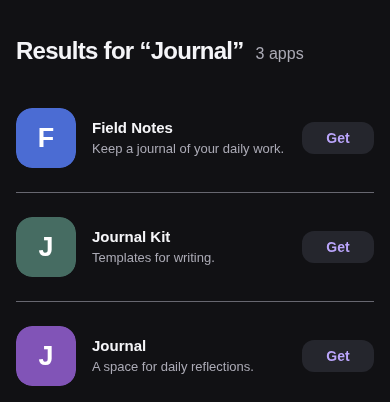 Results for “Journal” 3 apps
F
Field Notes
Keep a journal of your daily work.
Get
J
Journal Kit
Templates for writing.
Get
J
Journal
A space for daily reflections.
Get